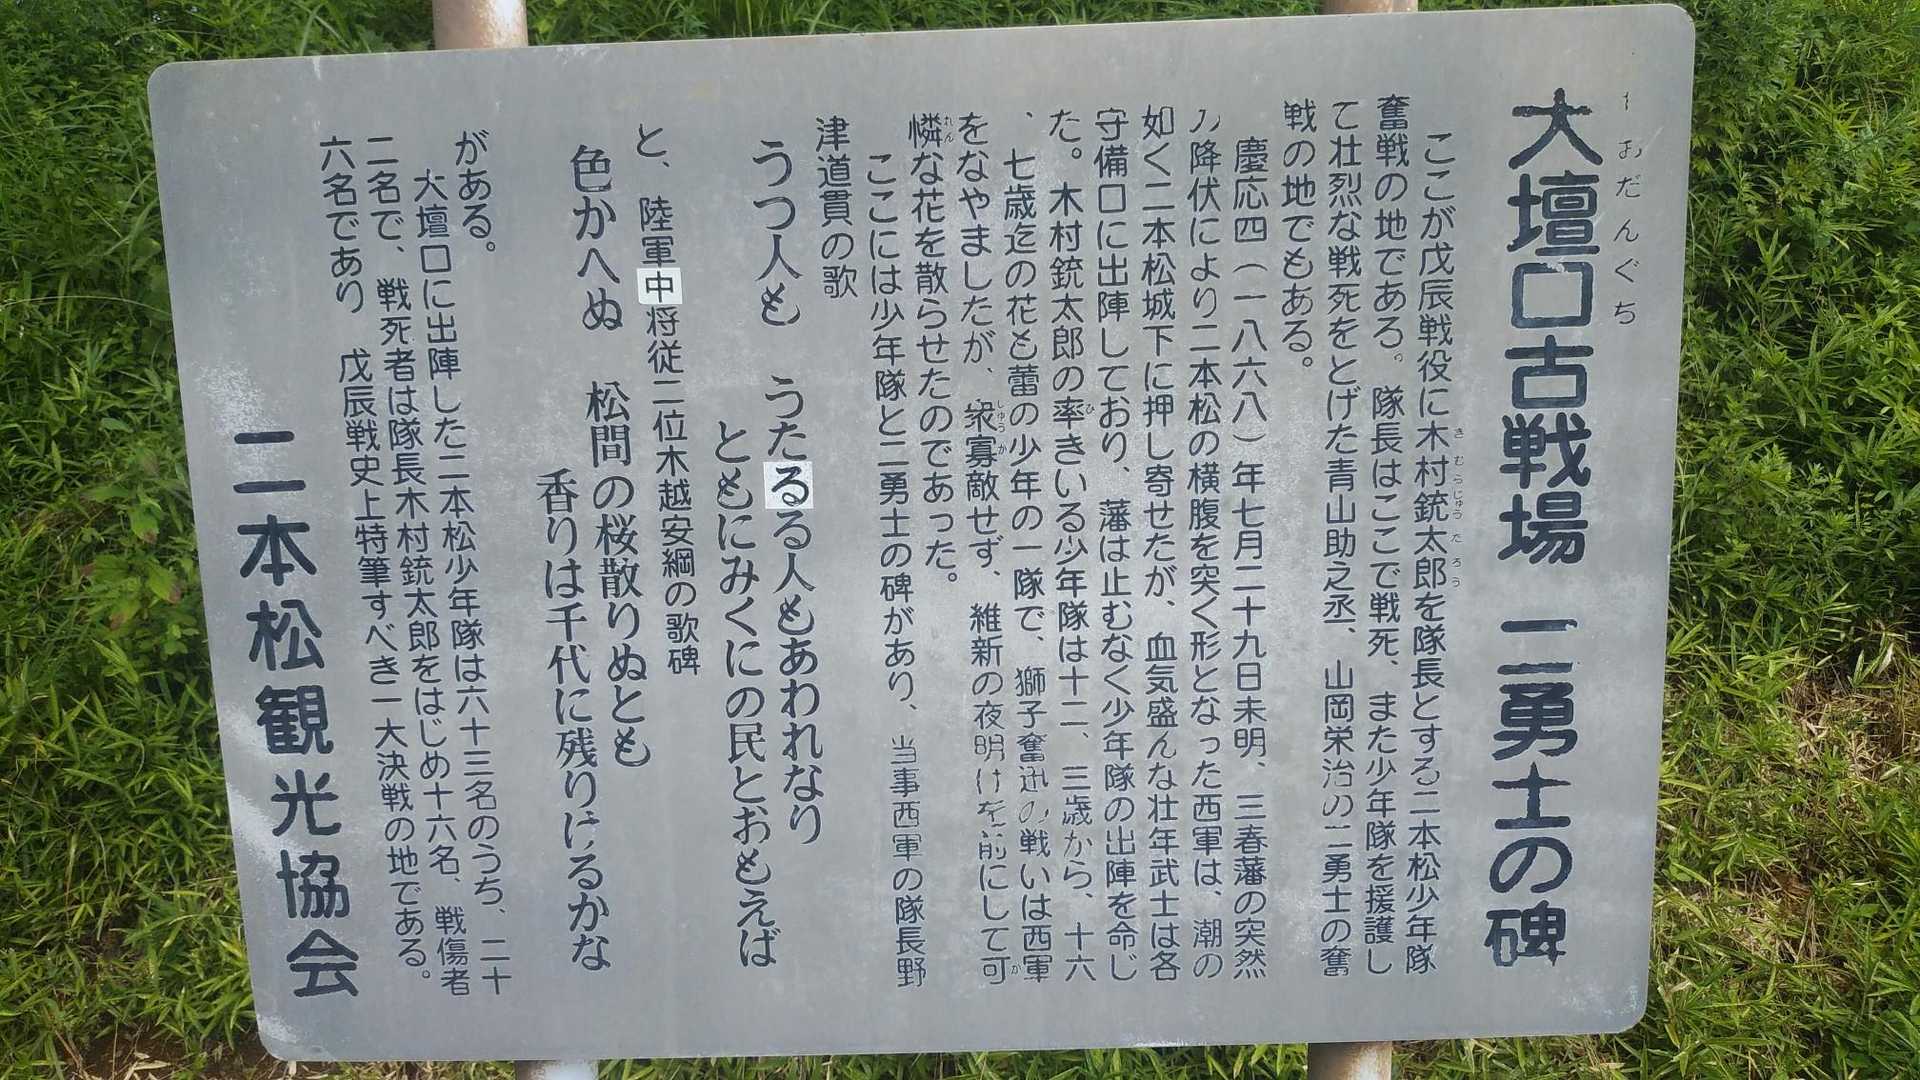 大壇口古戦場 二勇士の碑
おだんぐち
ここが戊辰戦役に木村銃太郎を隊長とする二本松少年隊
きむらじゅうたろう
奮戦の地である。隊長はここで戦死、また少年隊を援護し
て壮烈な戦死をとげた青山助之丞、山岡栄治の二勇士の奮
戦の地でもある。
慶応四(一八六八)年七月二十九日未明、三春藩の突然
の降伏により二本松の横腹を突く形となった西軍は、潮の
如く二本松城下に押し寄せたが、血気盛んな壮年武士は各
守備口に出陣しており、藩は止むなく少年隊の出陣を命じ
た。木村銃太郎の率きいる少年隊は十二、三歳から、十六
ひ
、七歳迄の花も蕾の少年の一隊で、獅子奮迅の戦いは西軍
をなやましたが、衆寡敵せず、維新の夜明けを前にして可
しゅうか
か
憐な花を散らせたのであった。
れん
ここには少年隊と二勇士の碑があり、当事西軍の隊長野
津道貫の歌
うつ人も うたるる人もあわれなり
ともにみくにの民とおもえば
と、陸軍中将従二位木越安綱の歌碑
色かへぬ 松間の桜散りぬとも
香りは千代に残りけるかな
がある。
大壇口に出陣した二本松少年隊は六十三名のうち、二十
二名で、戦死者は隊長木村銃太郎をはじめ十六名、戦傷者
六名であり 戊辰戦史上特筆すべき一大決戦の地である。
二本松観光協会